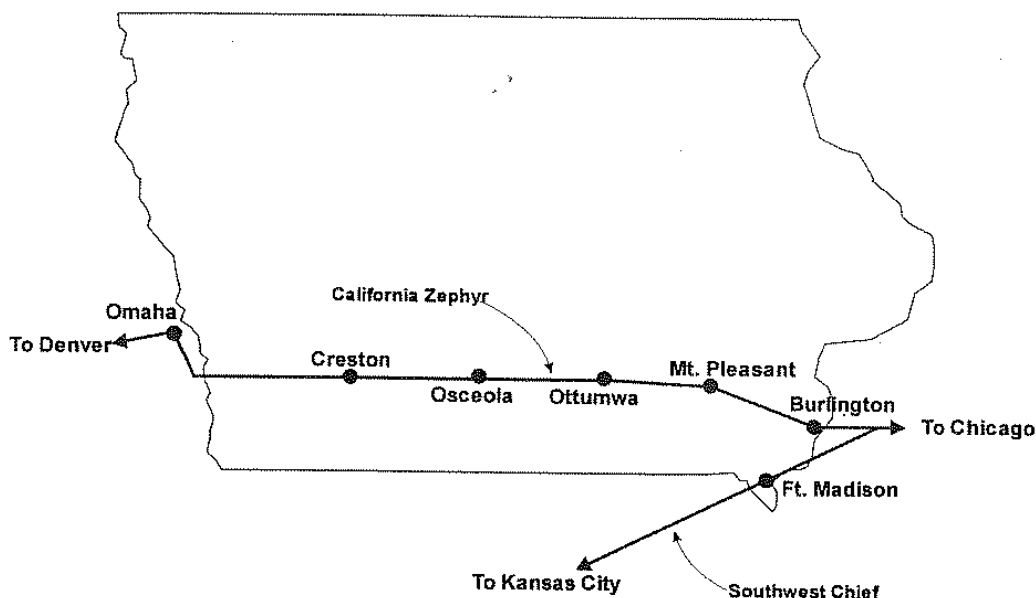 California Zephyr
Omaha
To Denver
Creston
Osceola
Ottumwa
Mt. Pleasant
Burlington
To Chicago
Ft. Madison
To Kansas City
Southwest Chief